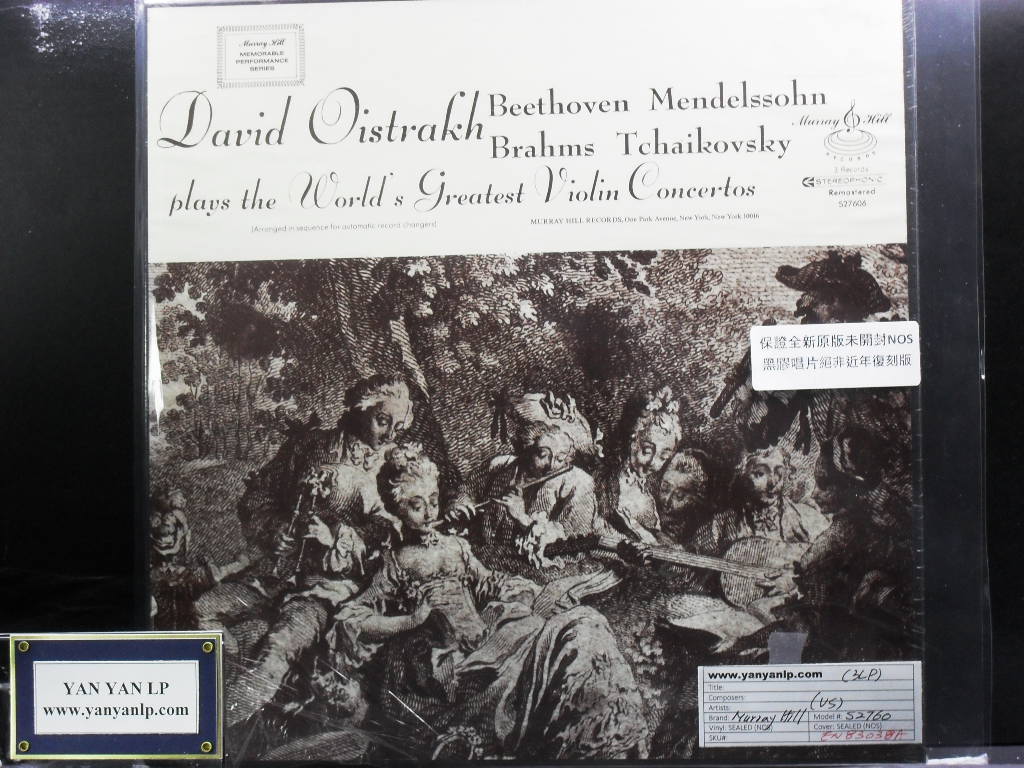 Murray Hill
MEMORABLE
PERFORMANCE
SERIES
David Oistrakh
Beethoven Mendelssohn
Brahms Tchaikovsky
plays the World's Greatest Violin Concertos
Murray Hill
RECORDS
3 Records
STEREOPHONIC
Remastered
S27606
(Arranged in sequence for automatic record changers)
MURRAY HILL RECORDS, One Park Avenue, New York, New York 10016
保證全新原版未開封NOS
黑膠唱片絕非近年復刻版
YAN YAN LP
www.yanyanlp.com
www.yanyanlp.com (3LP)
Title:
Composers:
Artists: (US)
Brand: Murray Hill Model #: S2760
Vinyl: SEALED (NOS) Cover: SEALED (NOS)
SKU#: EN83038A